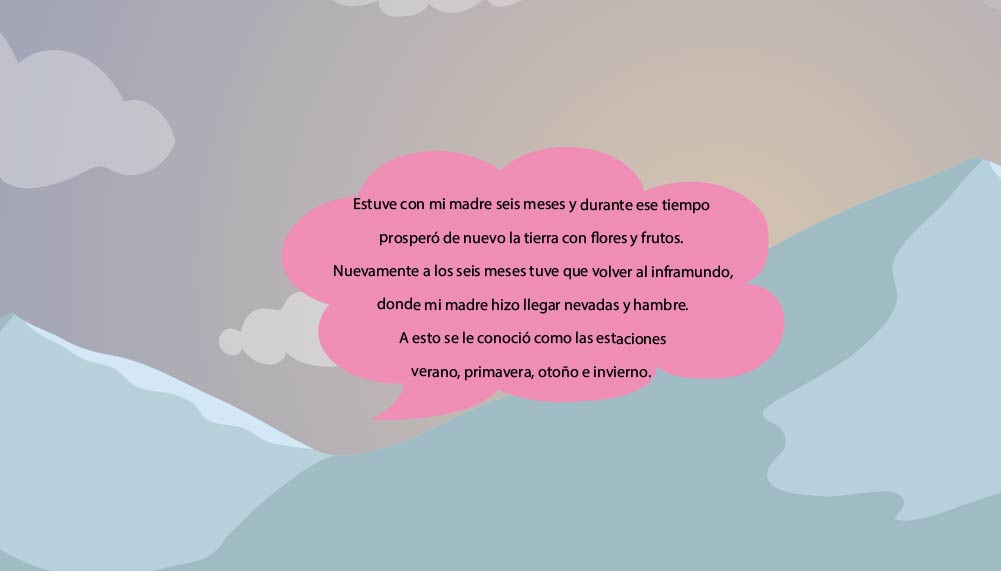 Estuve con mi madre seis meses y durante ese tiempo
prosperó de nuevo la tierra con flores y frutos.
Nuevamente a los seis meses tuve que volver al inframundo,
donde mi madre hizo llegar nevadas y hambre.
A esto se le conoció como las estaciones
verano, primavera, otoño e invierno.